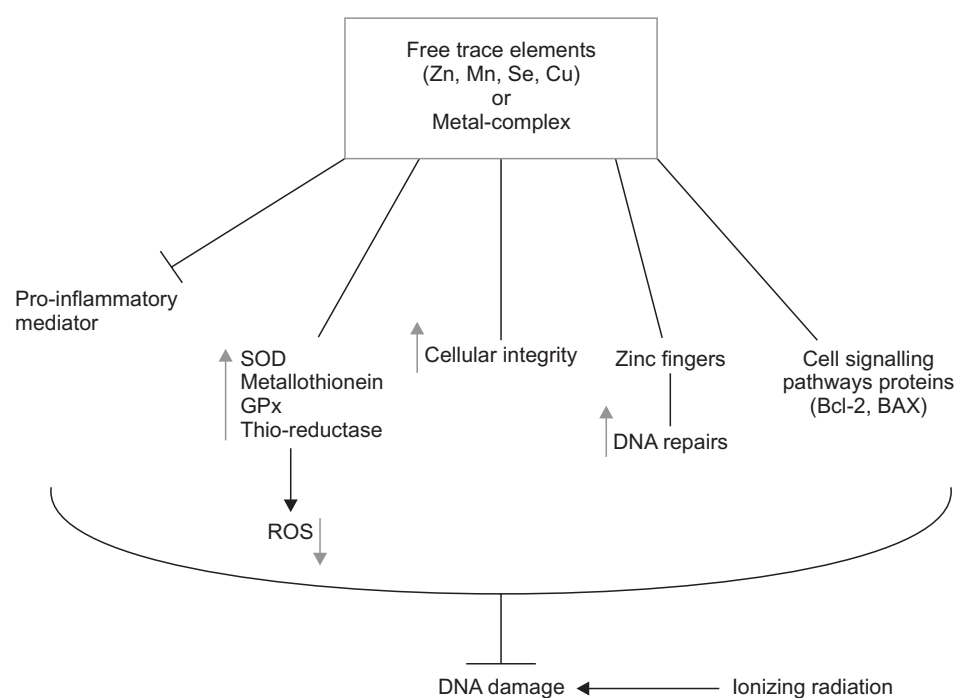 Free trace elements
(Zn, Mn, Se, Cu)
or
Metal-complex
Pro-inflammatory
mediator
SOD
Metallothionein
GPx
Thio-reductase
ROS
Cellular integrity
Zinc fingers
DNA repairs
Cell signalling
pathways proteins
(Bcl-2, BAX)
DNA damage
Ionizing radiation